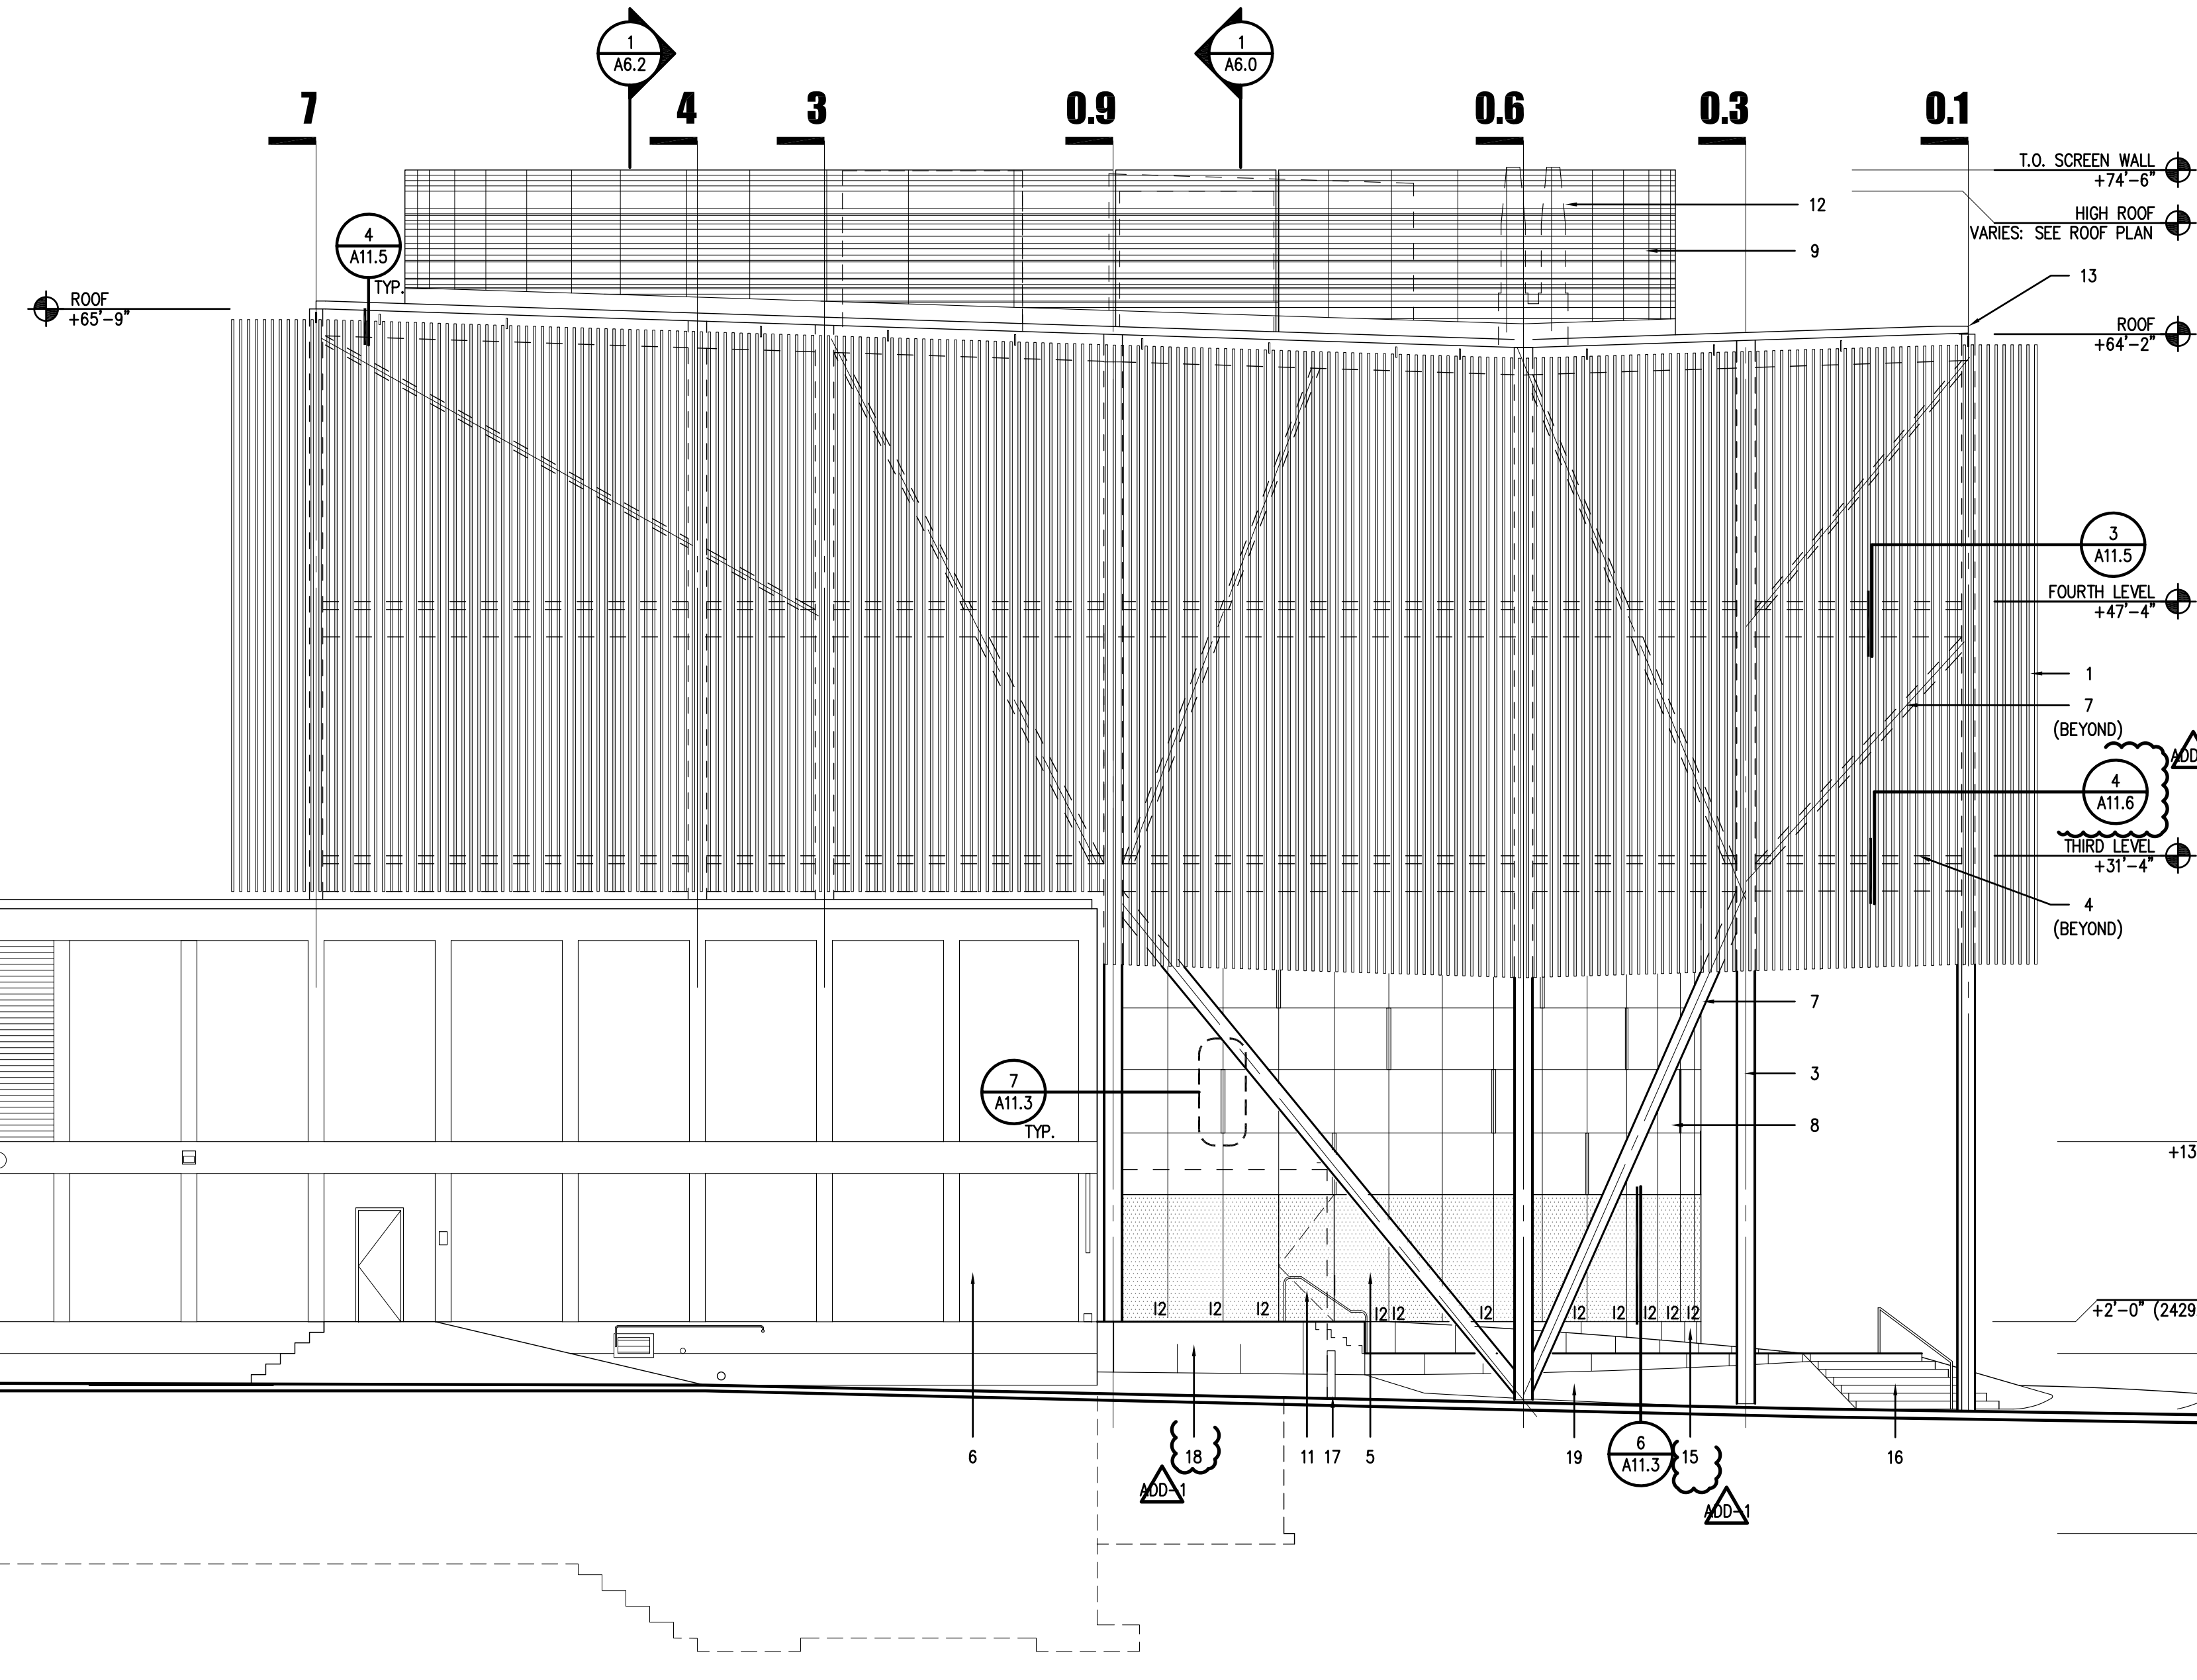 1
A6.2
1
A6.0
7
4
3
0.9
0.6
0.3
0.1
T.O. SCREEN WALL
+74'-6"
12
HIGH ROOF
VARIES: SEE ROOF PLAN
4
A11.5
TYP.
9
13
ROOF
+65'-9"
ROOF
+64'-2"
3
A11.5
FOURTH LEVEL
+47'-4"
1
7
(BEYOND)
ADD
4
A11.6
THIRD LEVEL
+31'-4"
4
(BEYOND)
7
3
7
A11.3
TYP.
8
+13
I2 I2 I2 I2 I2 I2 I2 I2 I2 I2 I2
+2'-0" (2429
6
18
11
17
5
19
6
A11.3
15
16
ADD-1
ADD-1